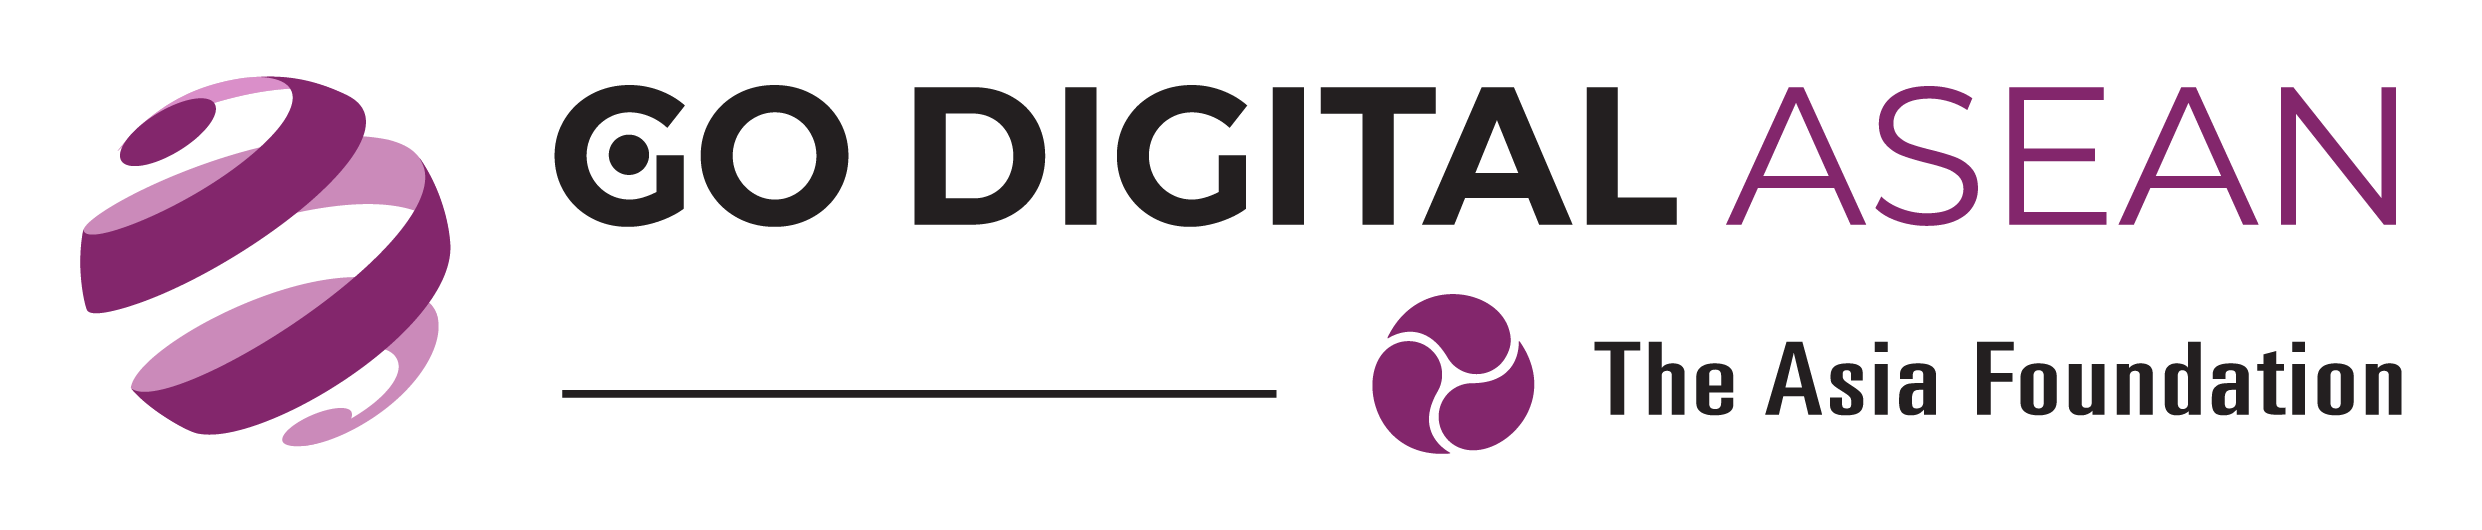 GO DIGITAL ASEAN
The Asia Foundation